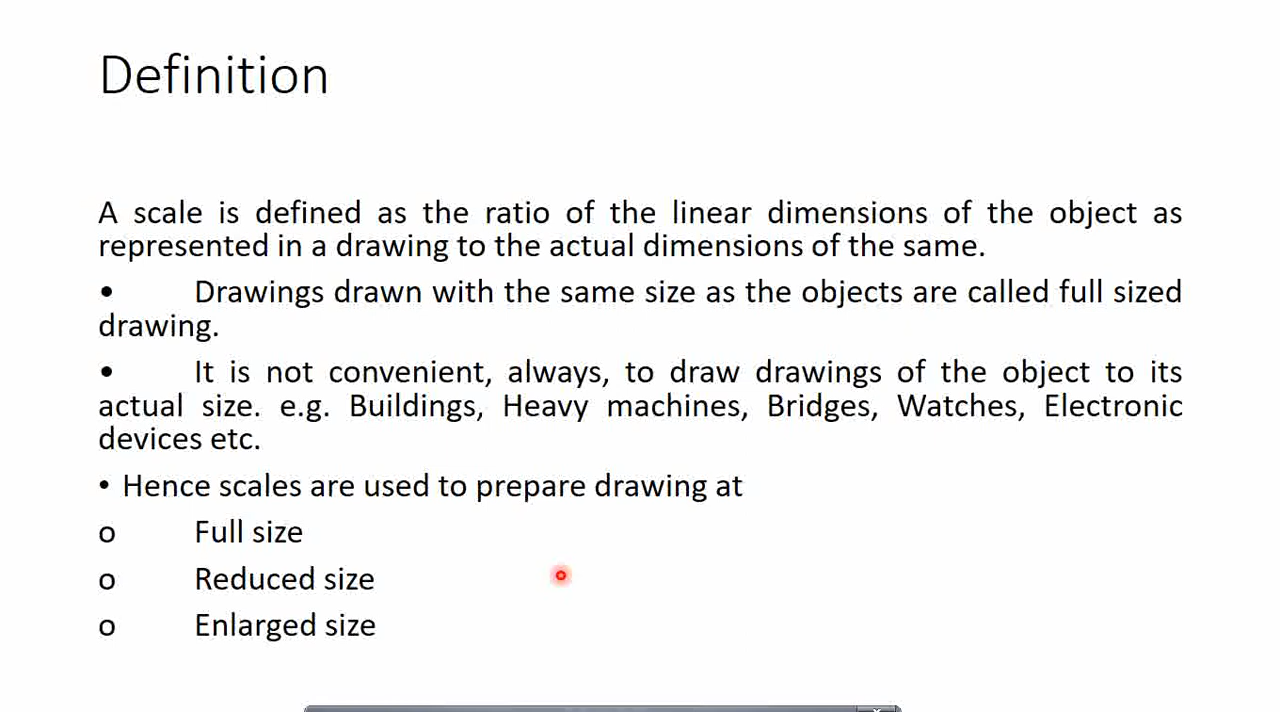 Definition
A scale is defined as the ratio of the linear dimensions of the object as
represented in a drawing to the actual dimensions of the same.
• Drawings drawn with the same size as the objects are called full sized
drawing.
• It is not convenient, always, to draw drawings of the object to its
actual size. e.g. Buildings, Heavy machines, Bridges, Watches, Electronic
devices etc.
• Hence scales are used to prepare drawing at
o Full size
o Reduced size
o Enlarged size